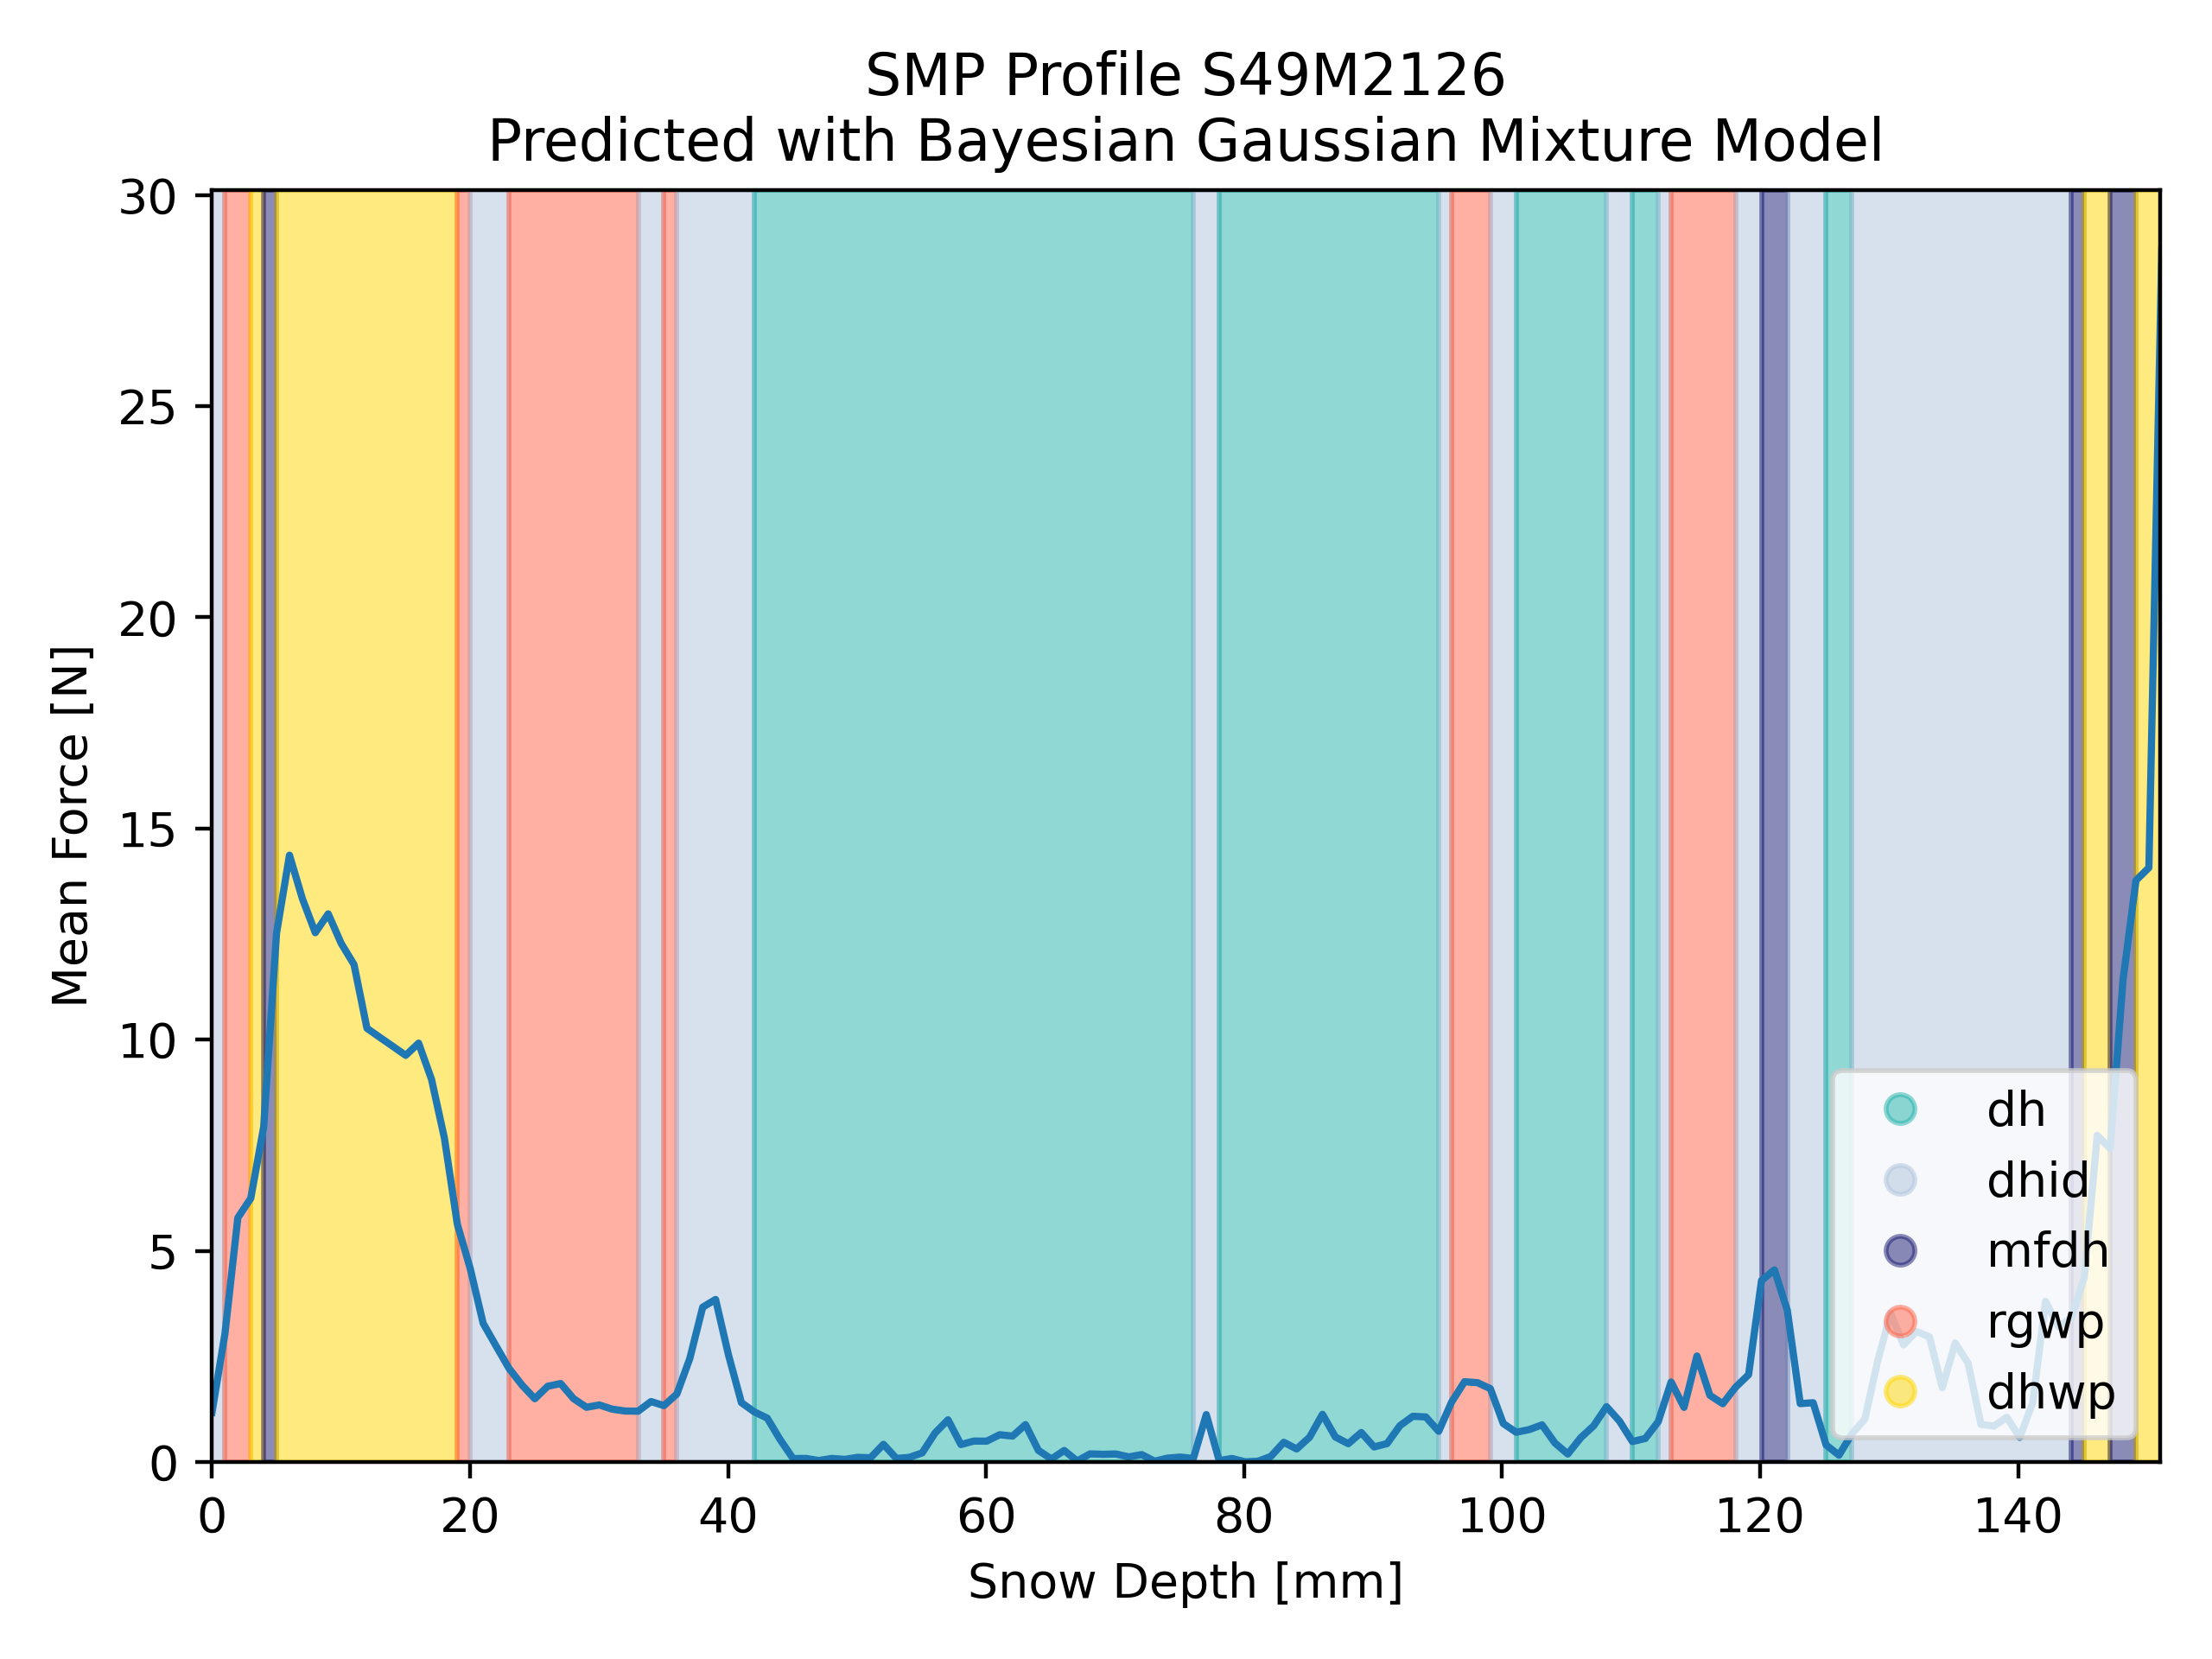 SMP Profile S49M2126
Predicted with Bayesian Gaussian Mixture Model
30
25
20
15
10
5
0
Mean Force [N]
dh
dhid
mfdh
rgwp
dhwp
0 20 40 60 80 100 120 140
Snow Depth [mm]